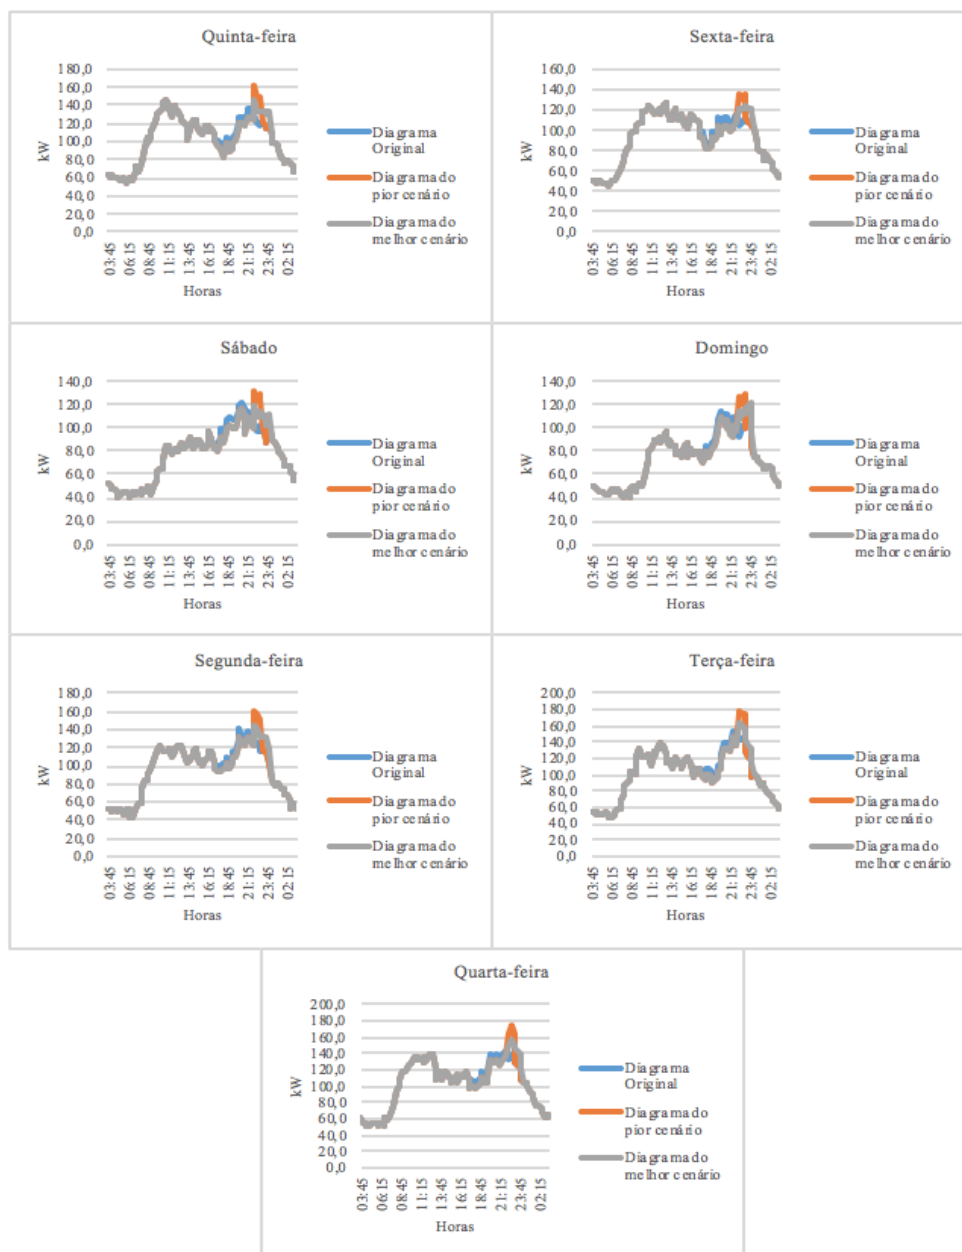 Quinta-feira
180,0
160,0
140,0
120,0
100,0
80,0
60,0
40,0
20,0
0,0
kW
03:45
06:15
08:45
11:15
13:45
16:15
18:45
21:15
23:45
02:15
Horas
Diagrama
Original
Diagrama do
pior cenário
Diagrama do
melhor cenário
Sexta-feira
160,0
140,0
120,0
100,0
80,0
60,0
40,0
20,0
0,0
kW
03:45
06:15
08:45
11:15
13:45
16:15
18:45
21:15
23:45
02:15
Horas
Diagrama
Original
Diagrama do
pior cenário
Diagrama do
melhor cenário
Sábado
140,0
120,0
100,0
80,0
60,0
40,0
20,0
0,0
kW
03:45
06:15
08:45
11:15
13:45
16:15
18:45
21:15
23:45
02:15
Horas
Diagrama
Original
Diagrama do
pior cenário
Diagrama do
melhor cenário
Domingo
140,0
120,0
100,0
80,0
60,0
40,0
20,0
0,0
kW
03:45
06:15
08:45
11:15
13:45
16:15
18:45
21:15
23:45
02:15
Horas
Diagrama
Original
Diagrama do
pior cenário
Diagrama do
melhor cenário
Segunda-feira
180,0
160,0
140,0
120,0
100,0
80,0
60,0
40,0
20,0
0,0
kW
03:45
06:15
08:45
11:15
13:45
16:15
18:45
21:15
23:45
02:15
Horas
Diagrama
Original
Diagrama do
pior cenário
Diagrama do
melhor cenário
Terça-feira
200,0
180,0
160,0
140,0
120,0
100,0
80,0
60,0
40,0
20,0
0,0
kW
03:45
06:15
08:45
11:15
13:45
16:15
18:45
21:15
23:45
02:15
Horas
Diagrama
Original
Diagrama do
pior cenário
Diagrama do
melhor cenário
Quarta-feira
200,0
180,0
160,0
140,0
120,0
100,0
80,0
60,0
40,0
20,0
0,0
kW
03:45
06:15
08:45
11:15
13:45
16:15
18:45
21:15
23:45
02:15
Horas
Diagrama
Original
Diagrama do
pior cenário
Diagrama do
melhor cenário